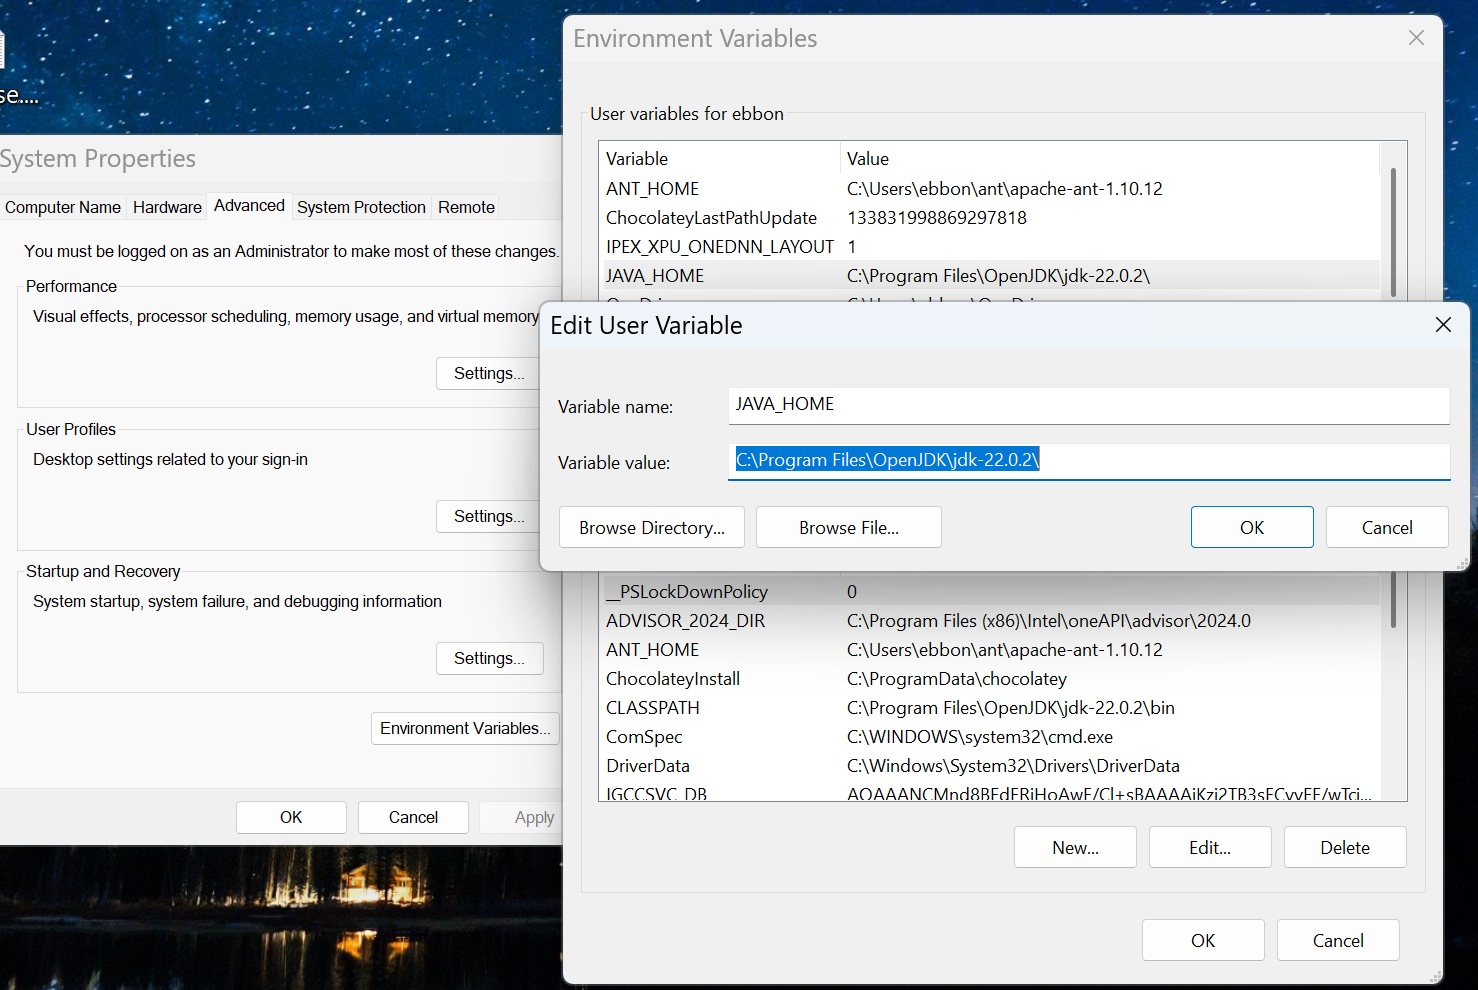 se....
System Properties
Computer Name
Hardware
Advanced
System Protection
Remote
You must be logged on as an Administrator to make most of these changes.
Performance
Visual effects, processor scheduling, memory usage, and virtual memory
Settings...
User Profiles
Desktop settings related to your sign-in
Settings...
Startup and Recovery
System startup, system failure, and debugging information
Settings...
Environment Variables...
OK
Cancel
Apply
Environment Variables
User variables for ebbon
Variable Value
ANT_HOME C:\Users\ebbon\ant\apache-ant-1.10.12
ChocolateyLastPathUpdate 133831998869297818
IPEX_XPU_ONEDNN_LAYOUT 1
JAVA_HOME C:\Program Files\OpenJDK\jdk-22.0.2\
Edit User Variable
Variable name: JAVA_HOME
Variable value: C:\Program Files\OpenJDK\jdk-22.0.2\
Browse Directory...
Browse File...
OK
Cancel
__PSLockDownPolicy 0
ADVISOR_2024_DIR C:\Program Files (x86)\Intel\oneAPI\advisor\2024.0
ANT_HOME C:\Users\ebbon\ant\apache-ant-1.10.12
ChocolateyInstall C:\ProgramData\chocolatey
CLASSPATH C:\Program Files\OpenJDK\jdk-22.0.2\bin
ComSpec C:\WINDOWS\system32\cmd.exe
DriverData C:\Windows\System32\Drivers\DriverData
IGCCSVC_DB
New...
Edit...
Delete
OK
Cancel